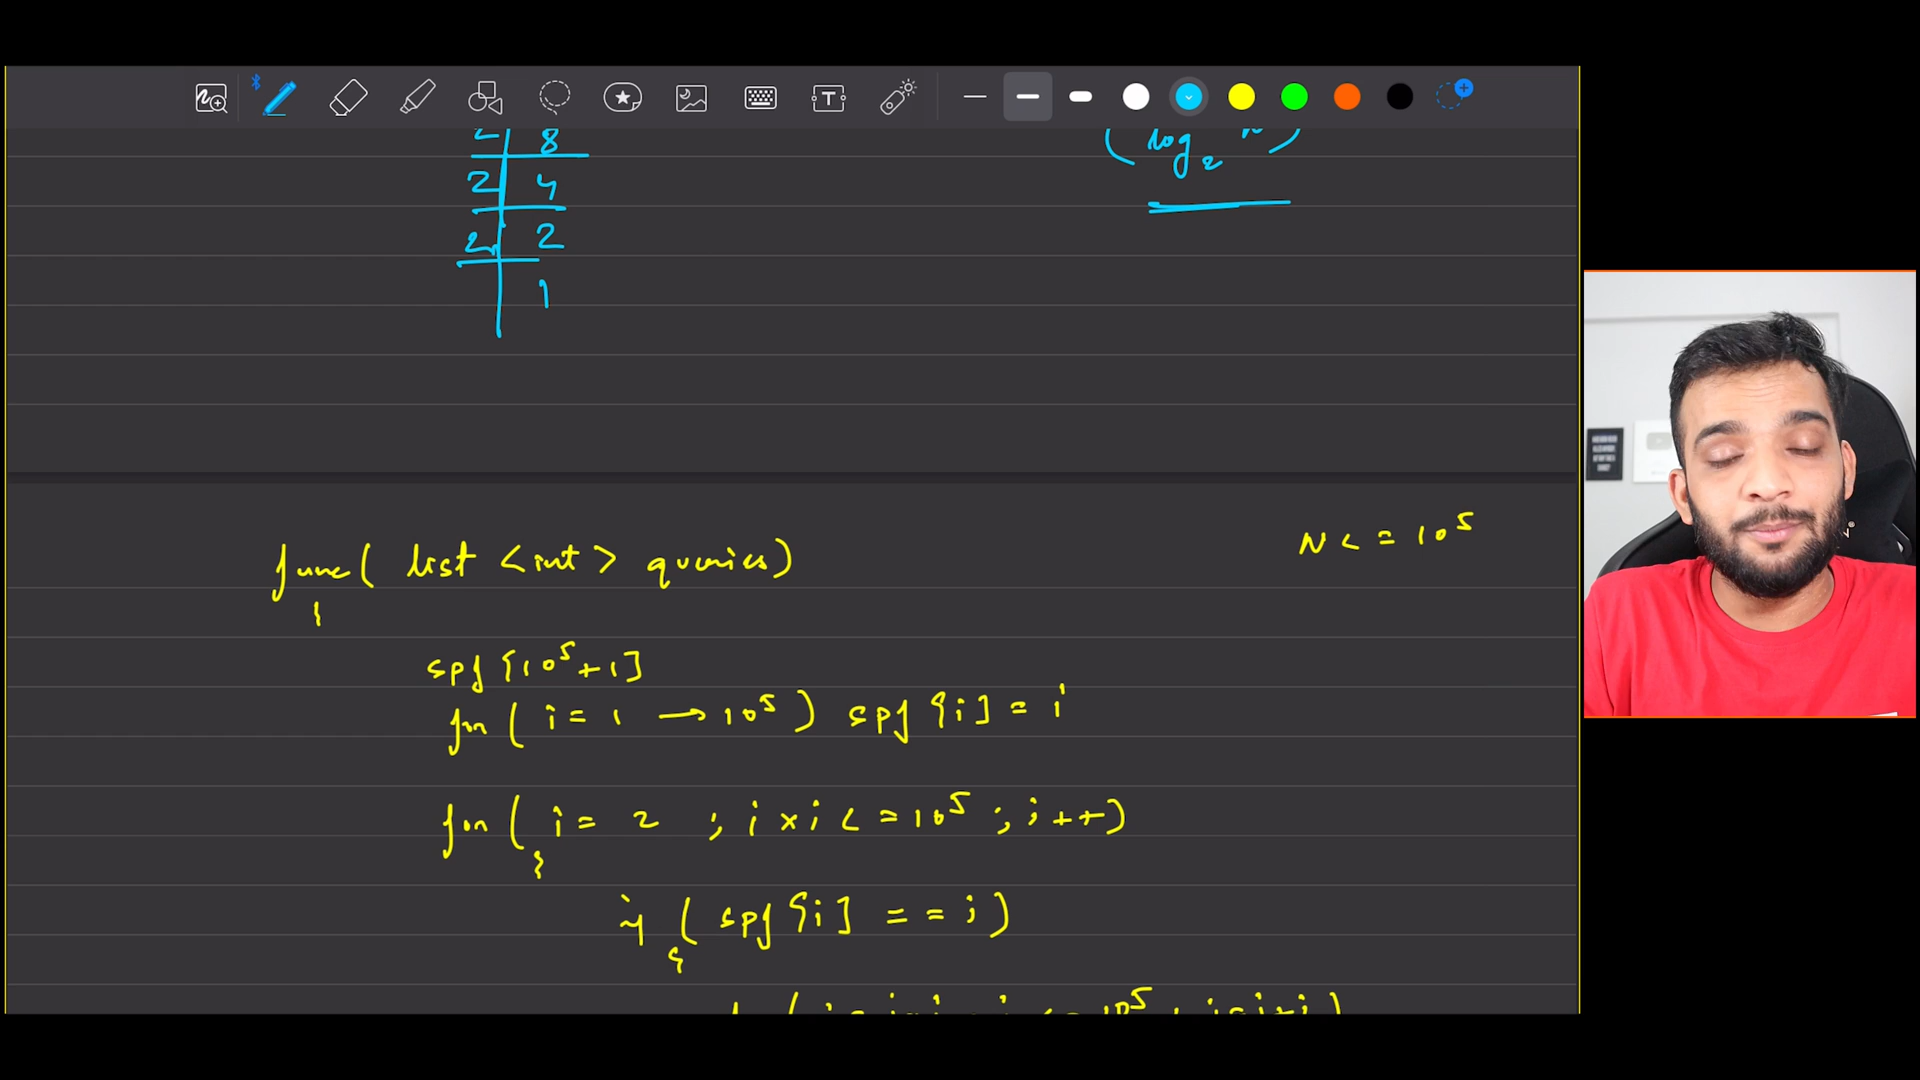 2 | 8
2 | 4
2 | 2
1
(log₂ n)
func( list <int> queries)
N <= 10⁵
{
spf[10⁵+1]
for( i = 1 → 10⁵ ) spf[i] = i
for( i = 2 ; i x i <= 10⁵ ; i++)
{
if ( spf[i] == i )
{